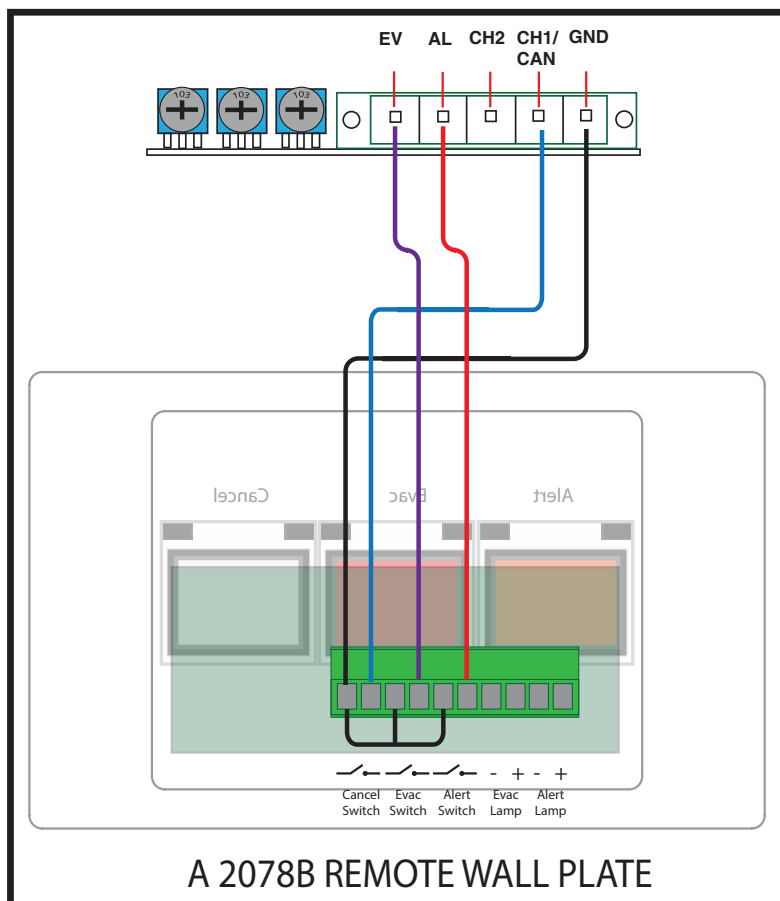 EV AL CH2 CH1/ GND
CAN
103 103 103
Cancel Evac Alert
- + - +
Cancel Evac Alert Evac Alert
Switch Switch Switch Lamp Lamp
A 2078B REMOTE WALL PLATE